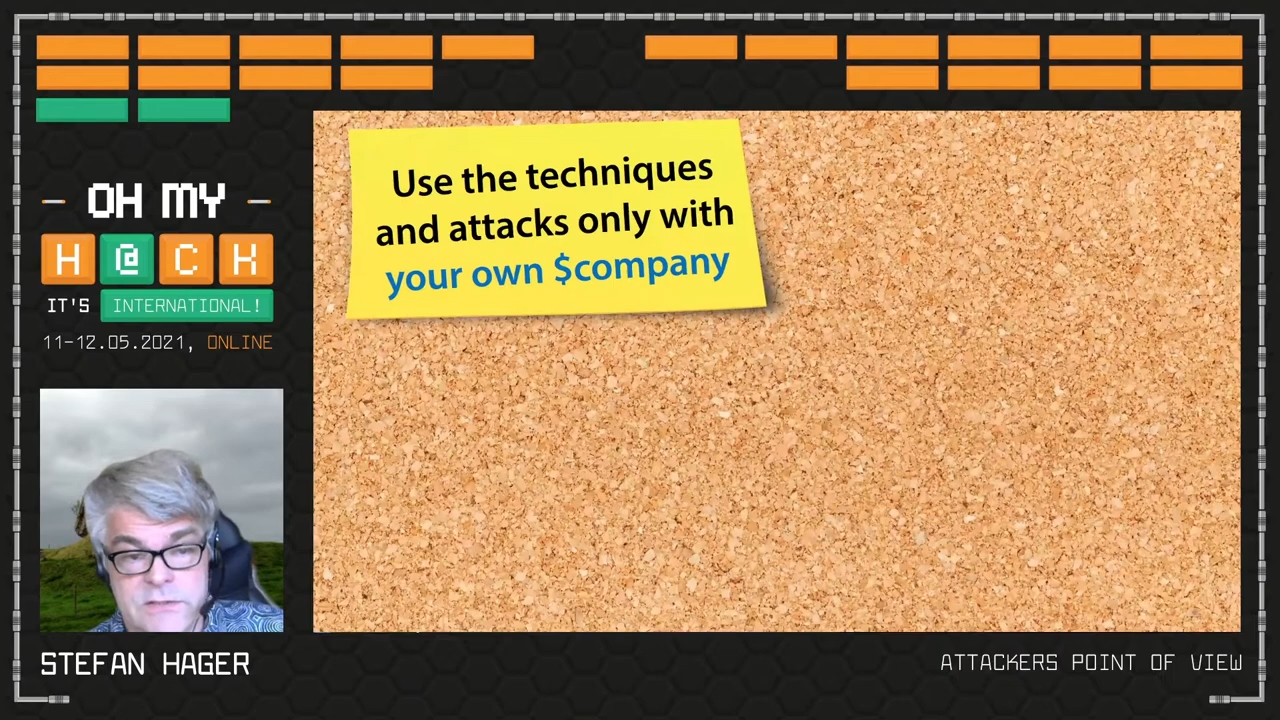 OH MY
H@CK
IT'S INTERNATIONAL!
11-12.05.2021, ONLINE
Use the techniques
and attacks only with
your own $company
STEFAN HAGER
ATTACKERS POINT OF VIEW